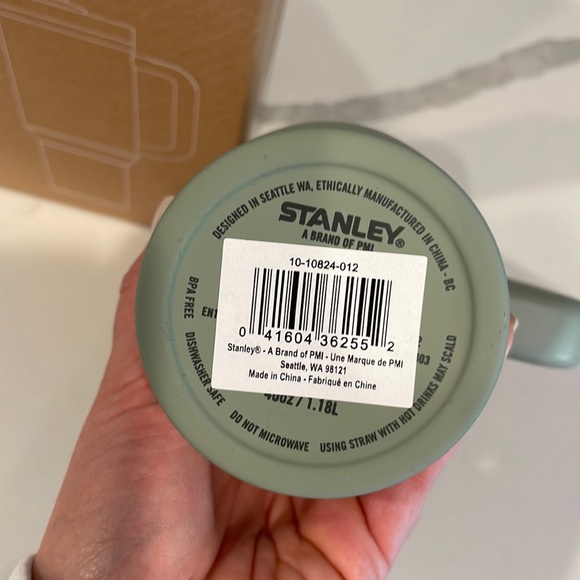 DESIGNED IN SEATTLE WA, ETHICALLY MANUFACTURED IN CHINA - BC
STANLEY®
A BRAND OF PMI
10-10824-012
0 41604 36255 2
Stanley® - A Brand of PMI - Une Marque de PMI
Seattle, WA 98121
Made in China - Fabriqué en Chine
40oz / 1.18L
BPA FREE DISHWASHER SAFE DO NOT MICROWAVE USING STRAW WITH HOT DRINKS MAY SCALD